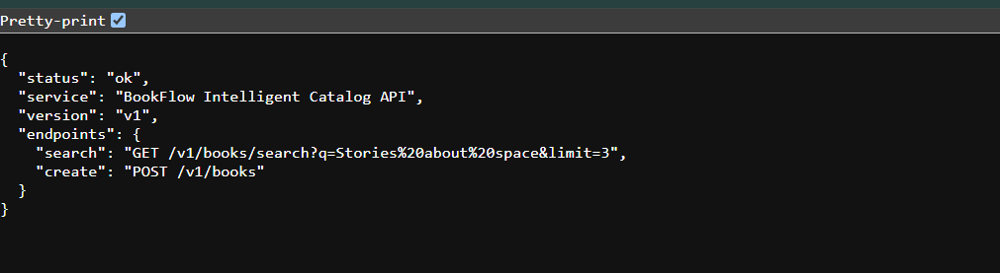 Pretty-print
{
  "status": "ok",
  "service": "BookFlow Intelligent Catalog API",
  "version": "v1",
  "endpoints": {
    "search": "GET /v1/books/search?q=Stories%20about%20space&limit=3",
    "create": "POST /v1/books"
  }
}